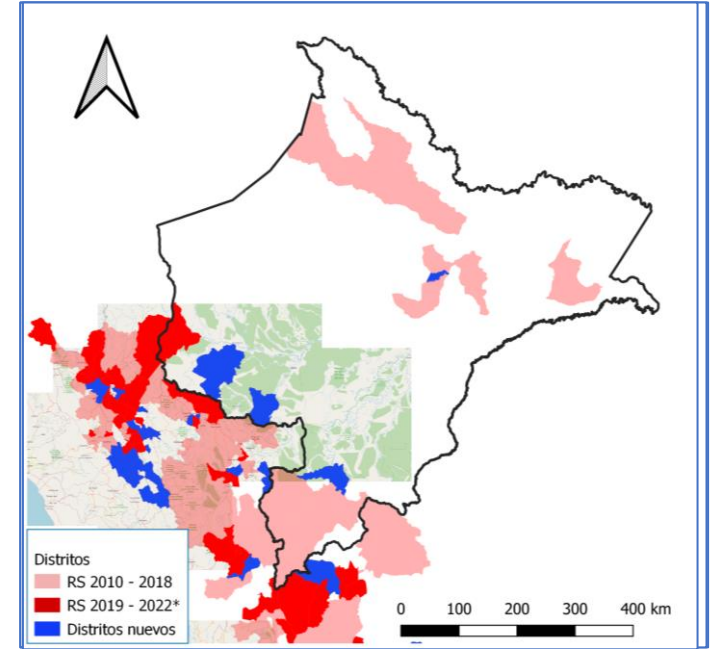 Distritos
RS 2010 - 2018
RS 2019 - 2022*
Distritos nuevos
0 100 200 300 400 km